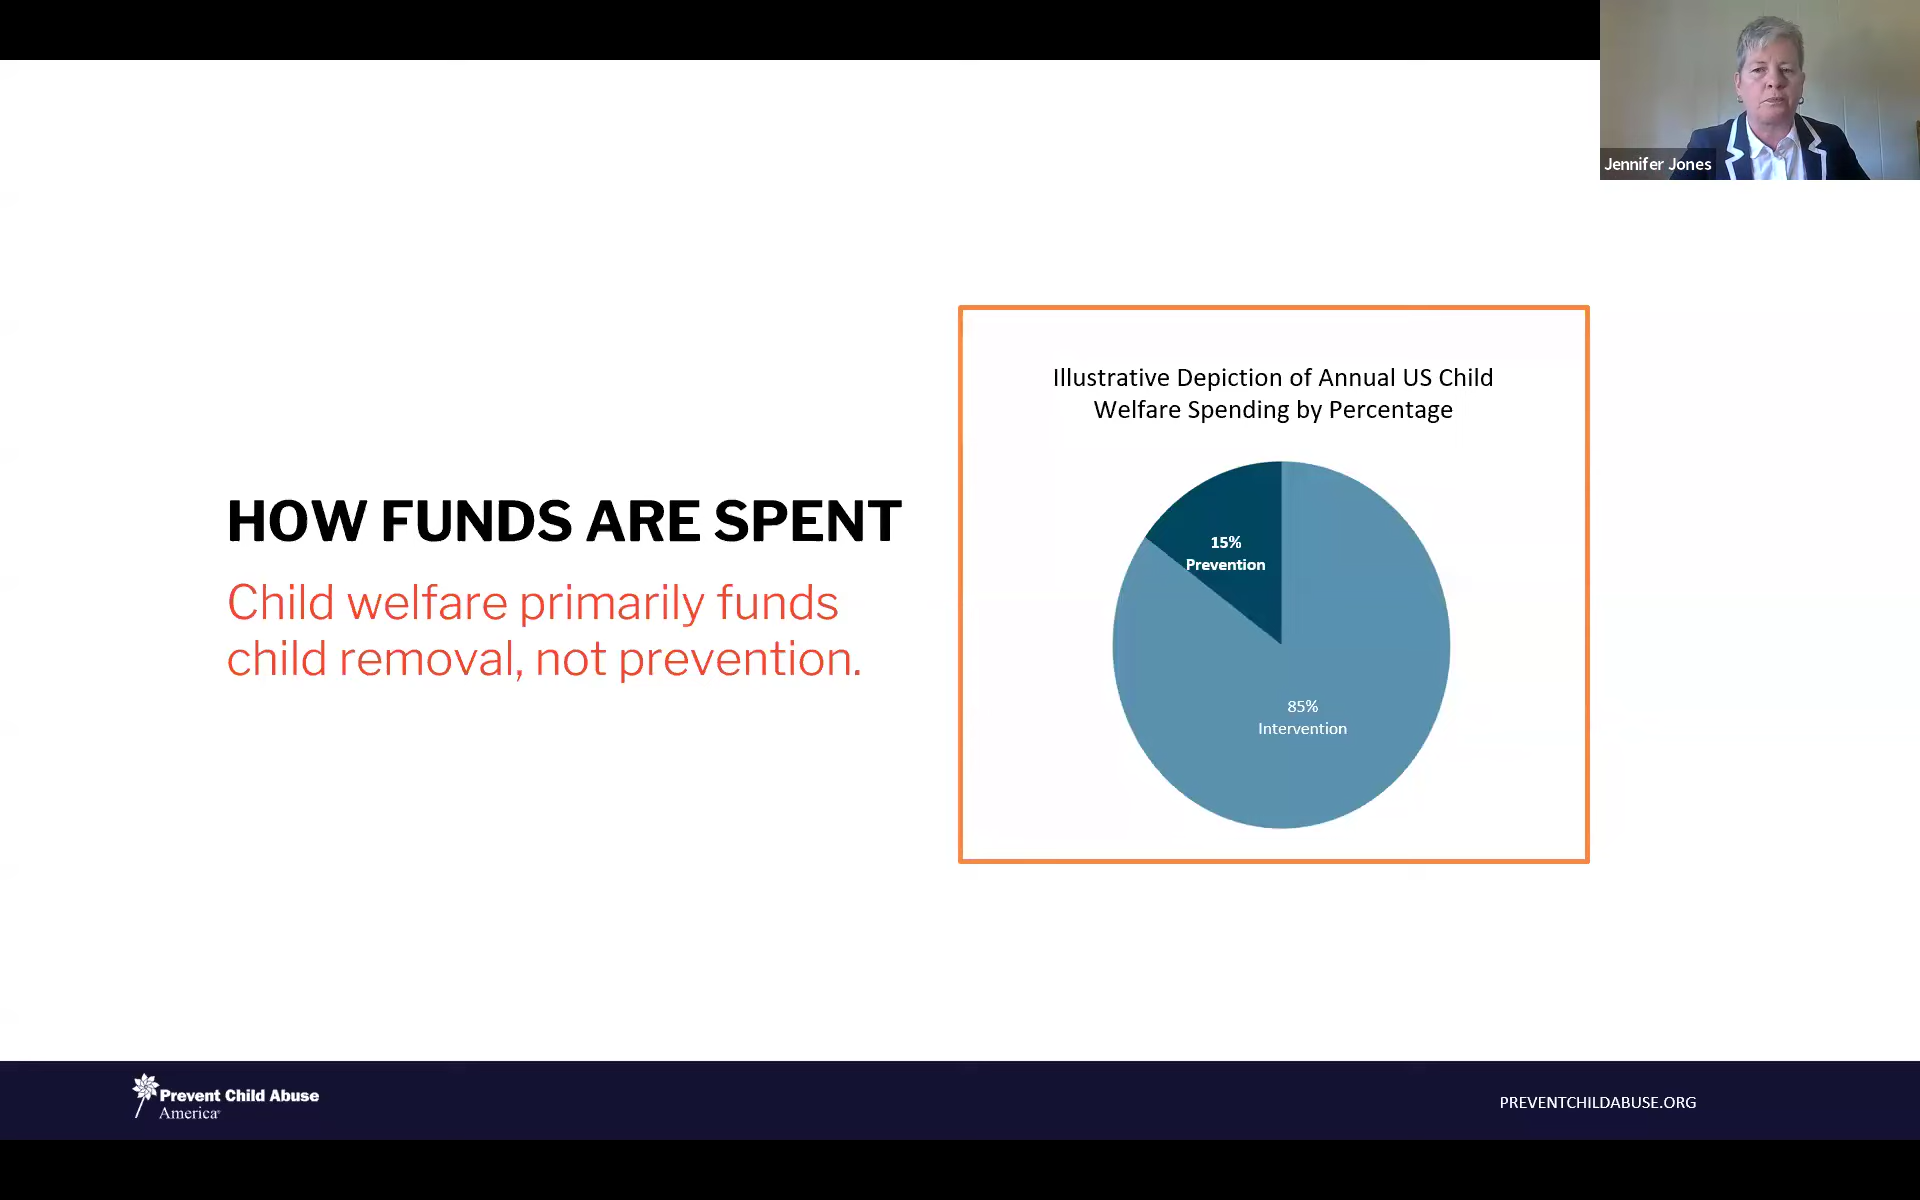 Jennifer Jones
HOW FUNDS ARE SPENT
Child welfare primarily funds
child removal, not prevention.
Illustrative Depiction of Annual US Child
Welfare Spending by Percentage
15%
Prevention
85%
Intervention
Prevent Child Abuse
America®
PREVENTCHILDABUSE.ORG